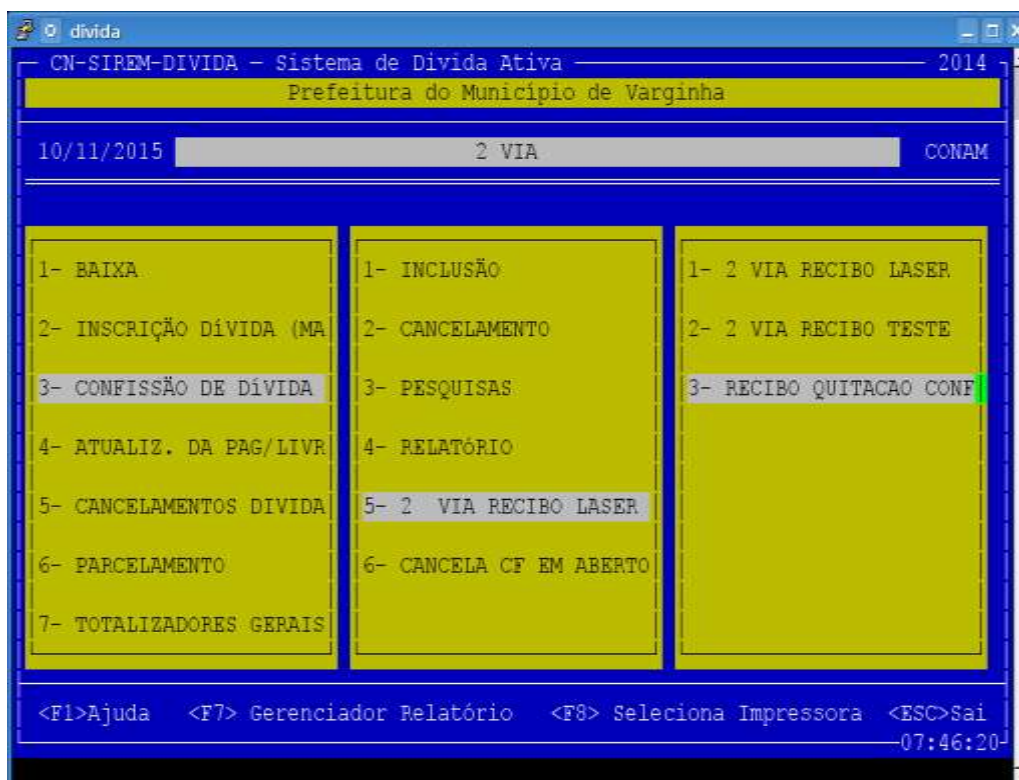 divida
CN-SIREM-DIVIDA — Sistema de Divida Ativa 2014
Prefeitura do Município de Varginha
10/11/2015 2 VIA CONAM
1- BAIXA
2- INSCRIÇÃO DíVIDA (MA
3- CONFISSÃO DE DíVIDA
4- ATUALIZ. DA PAG/LIVR
5- CANCELAMENTOS DIVIDA
6- PARCELAMENTO
7- TOTALIZADORES GERAIS
1- INCLUSÃO
2- CANCELAMENTO
3- PESQUISAS
4- RELATóRIO
5- 2  VIA RECIBO LASER
6- CANCELA CF EM ABERTO
1- 2 VIA RECIBO LASER
2- 2 VIA RECIBO TESTE
3- RECIBO QUITACAO CONF
<F1>Ajuda <F7> Gerenciador Relatório <F8> Seleciona Impressora <ESC>Sai
07:46:20